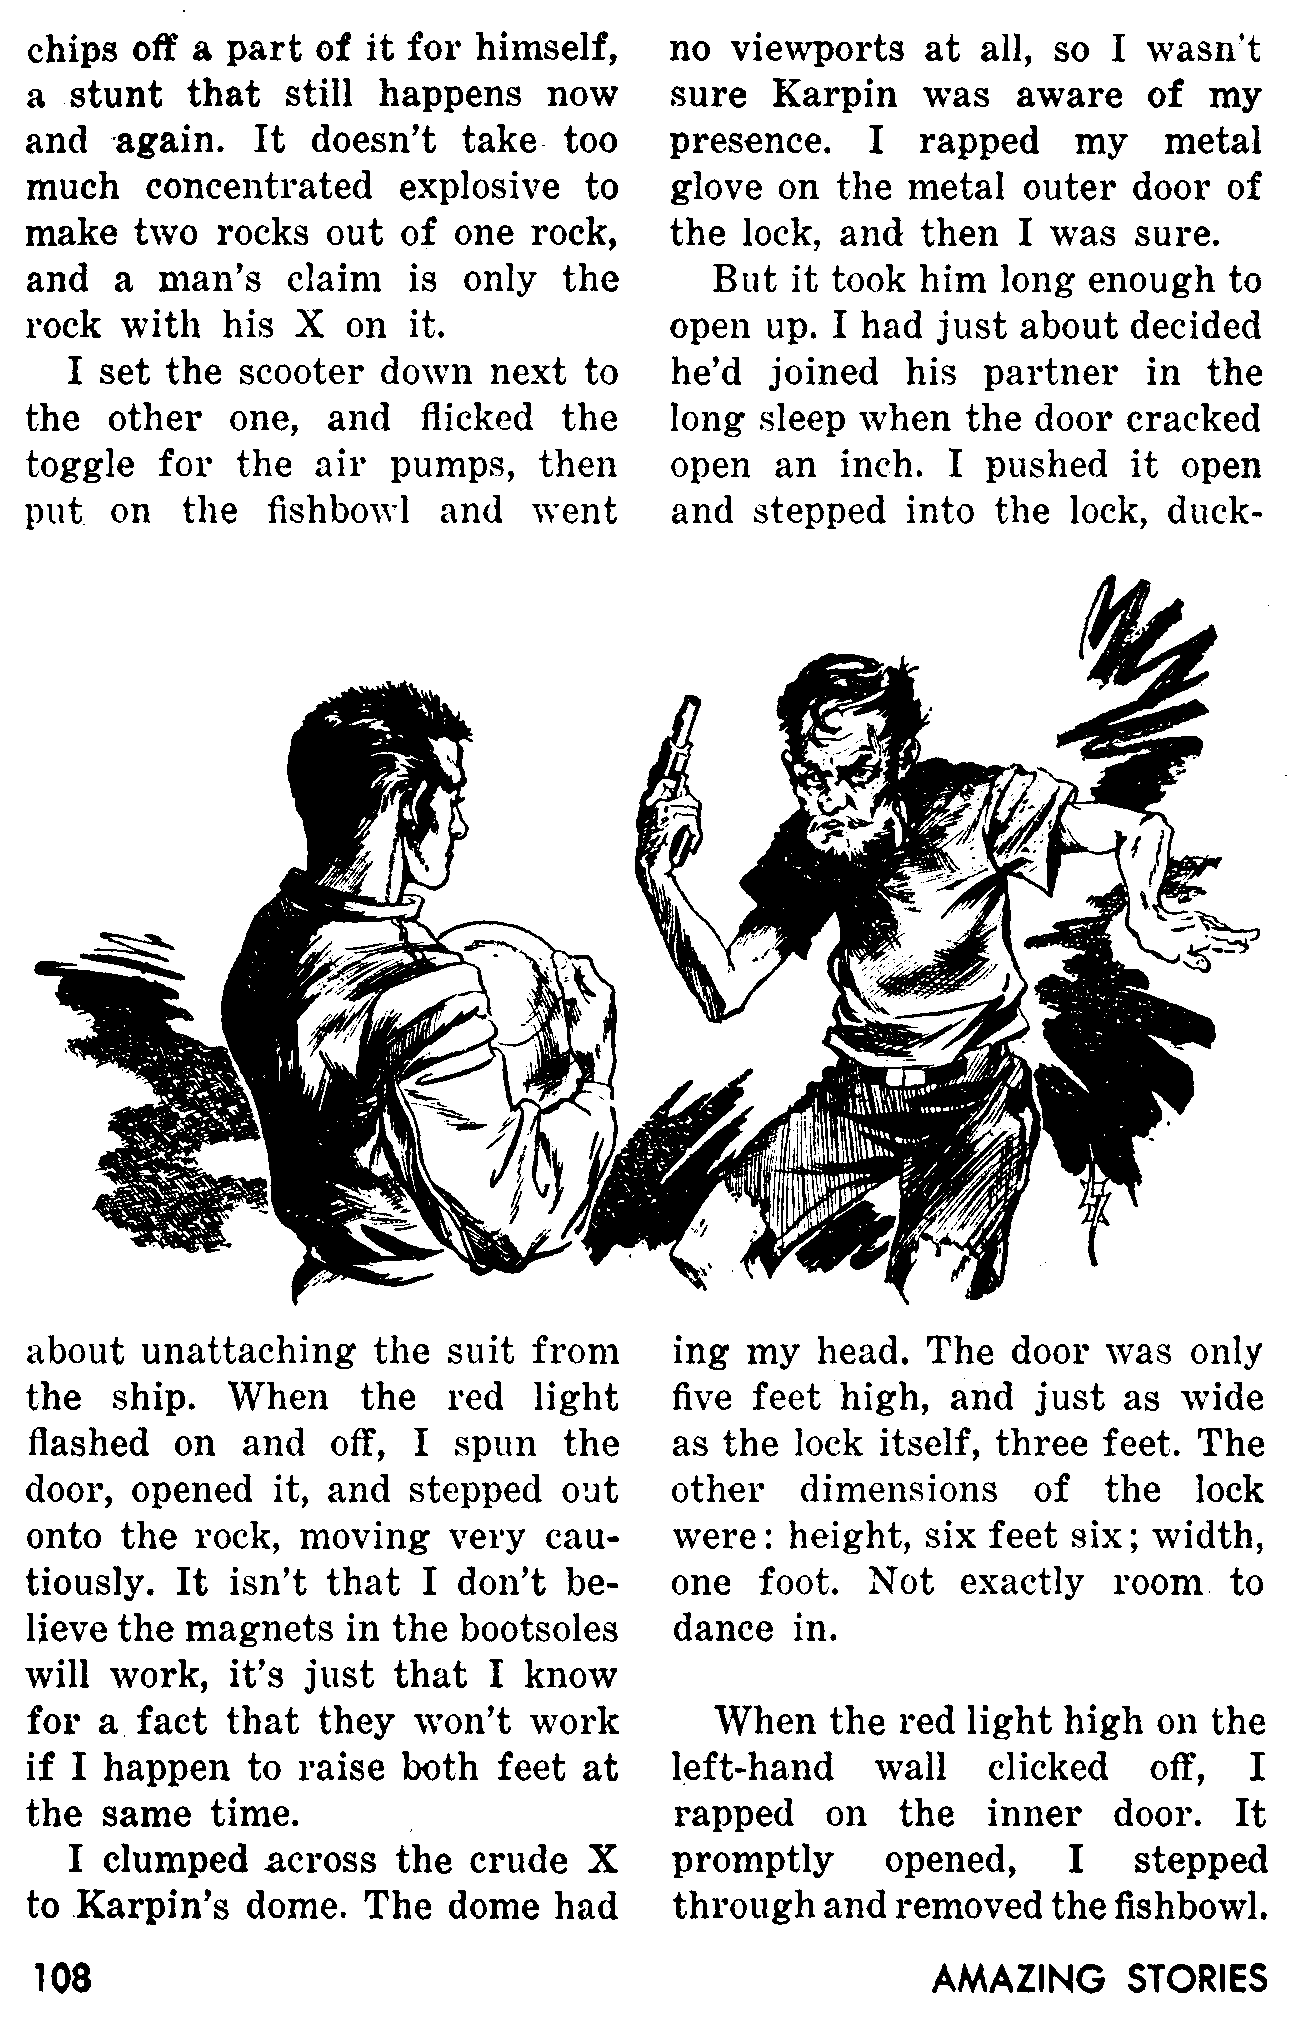 chips off a part of it for himself,
a stunt that still happens now
and again. It doesn't take too
much concentrated explosive to
make two rocks out of one rock,
and a man's claim is only the
rock with his X on it.
I set the scooter down next to
the other one, and flicked the
toggle for the air pumps, then
put on the fishbowl and went
about unattaching the suit from
the ship. When the red light
flashed on and off, I spun the
door, opened it, and stepped out
onto the rock, moving very cau-
tiously. It isn't that I don't be-
lieve the magnets in the bootsoles
will work, it's just that I know
for a fact that they won't work
if I happen to raise both feet at
the same time.
I clumped across the crude X
to Karpin's dome. The dome had
no viewports at all, so I wasn't
sure Karpin was aware of my
presence. I rapped my metal
glove on the metal outer door of
the lock, and then I was sure.
But it took him long enough to
open up. I had just about decided
he'd joined his partner in the
long sleep when the door cracked
open an inch. I pushed it open
and stepped into the lock, duck-
ing my head. The door was only
five feet high, and just as wide
as the lock itself, three feet. The
other dimensions of the lock
were: height, six feet six; width,
one foot. Not exactly room to
dance in.
When the red light high on the
left-hand wall clicked off, I
rapped on the inner door. It
promptly opened, I stepped
through and removed the fishbowl.
108
AMAZING STORIES